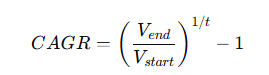 CAGR = (V_end / V_start)^{1/t} − 1